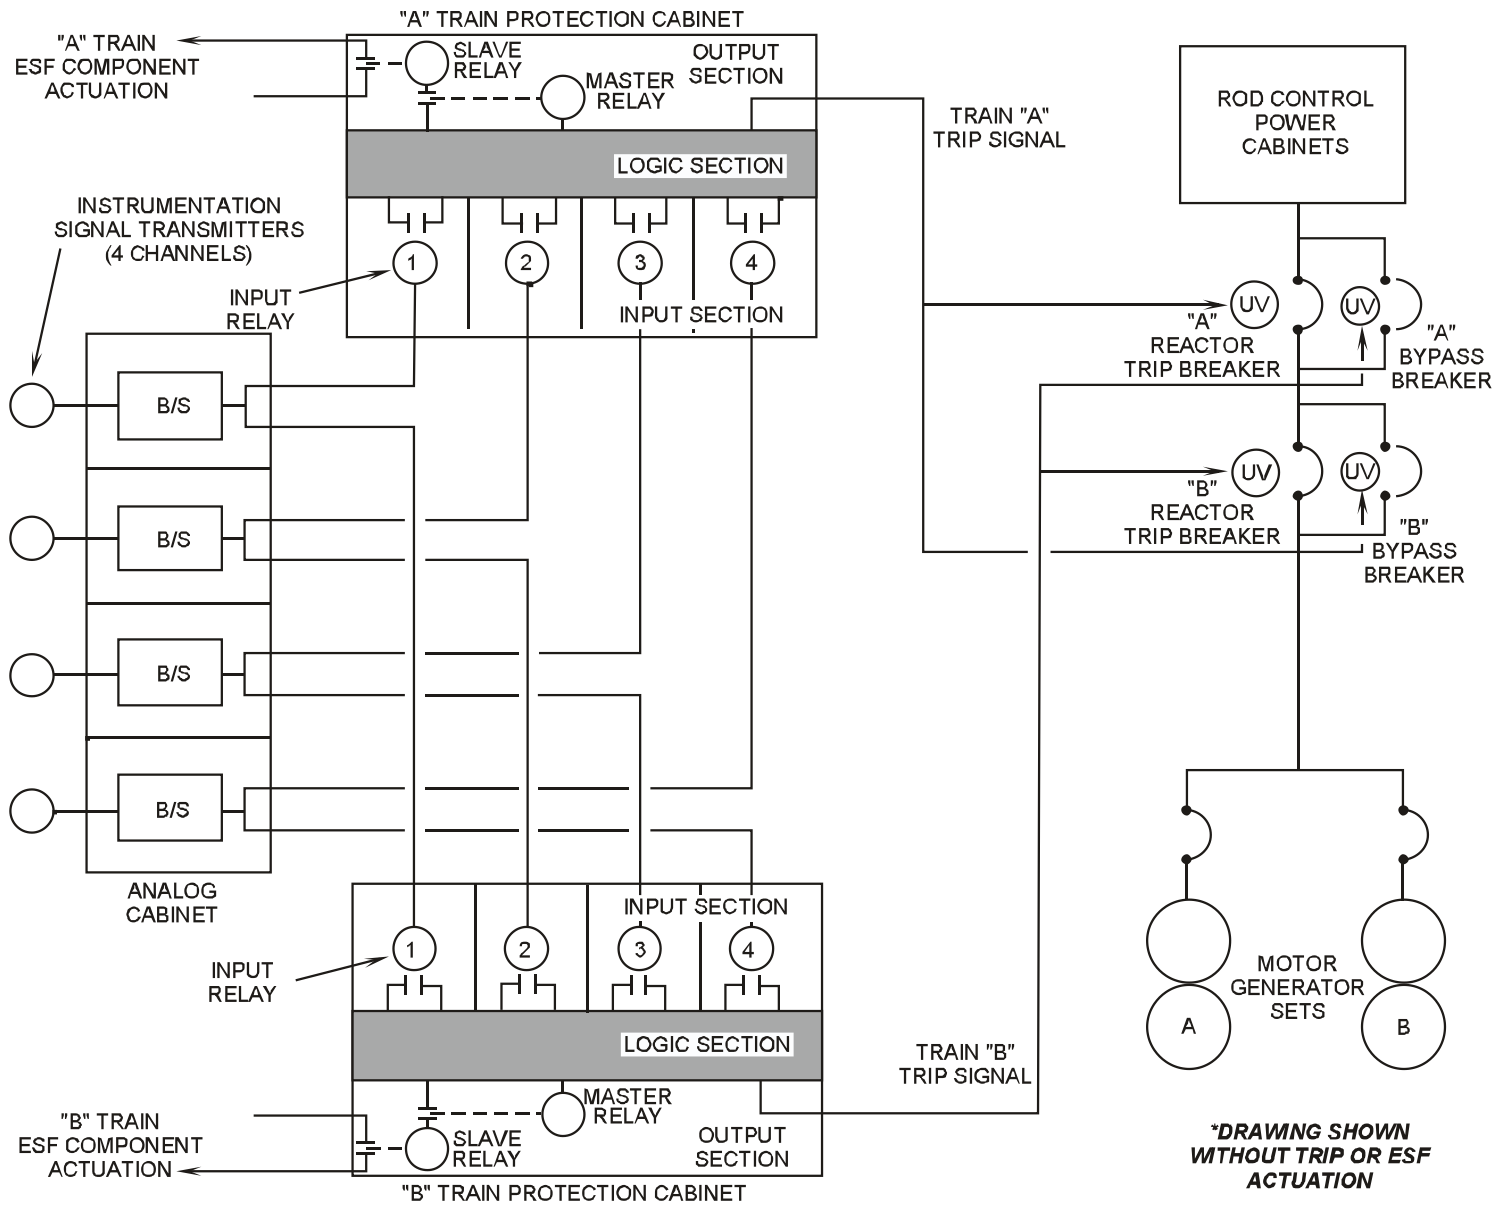 "A" TRAIN PROTECTION CABINET
"A" TRAIN
ESF COMPONENT
ACTUATION
SLAVE
RELAY
MASTER
RELAY
OUTPUT
SECTION
LOGIC SECTION
TRAIN "A"
TRIP SIGNAL
ROD CONTROL
POWER
CABINETS
INSTRUMENTATION
SIGNAL TRANSMITTERS
(4 CHANNELS)
1
2
3
4
INPUT
RELAY
INPUT SECTION
UV
UV
"A"
REACTOR
TRIP BREAKER
"A"
BYPASS
BREAKER
B/S
B/S
B/S
B/S
ANALOG
CABINET
UV
UV
"B"
REACTOR
TRIP BREAKER
"B"
BYPASS
BREAKER
INPUT SECTION
1
2
3
4
INPUT
RELAY
LOGIC SECTION
TRAIN "B"
TRIP SIGNAL
MOTOR
GENERATOR
SETS
A
B
"B" TRAIN
ESF COMPONENT
ACTUATION
SLAVE
RELAY
MASTER
RELAY
OUTPUT
SECTION
"B" TRAIN PROTECTION CABINET
*DRAWING SHOWN
WITHOUT TRIP OR ESF
ACTUATION